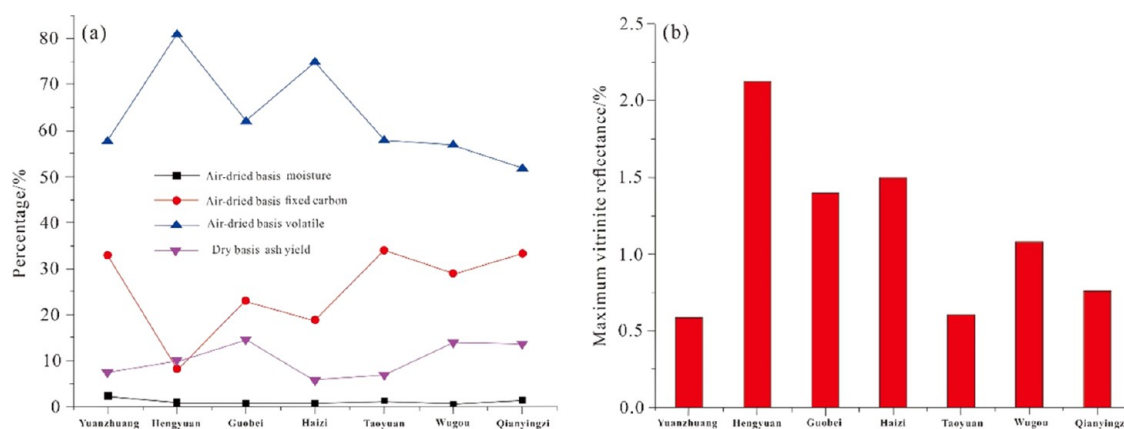 (a)
Percentage/%
80
70
60
50
40
30
20
10
0
Air-dried basis moisture
Air-dried basis fixed carbon
Air-dried basis volatile
Dry basis ash yield
Yuanzhuang Hengyuan Guobei Haizi Taoyuan Wugou Qianyingzi
(b)
Maximum vitrinite reflectance/%
2.5
2.0
1.5
1.0
0.5
0.0
Yuanzhuang Hengyuan Guobei Haizi Taoyuan Wugou Qianyingzi